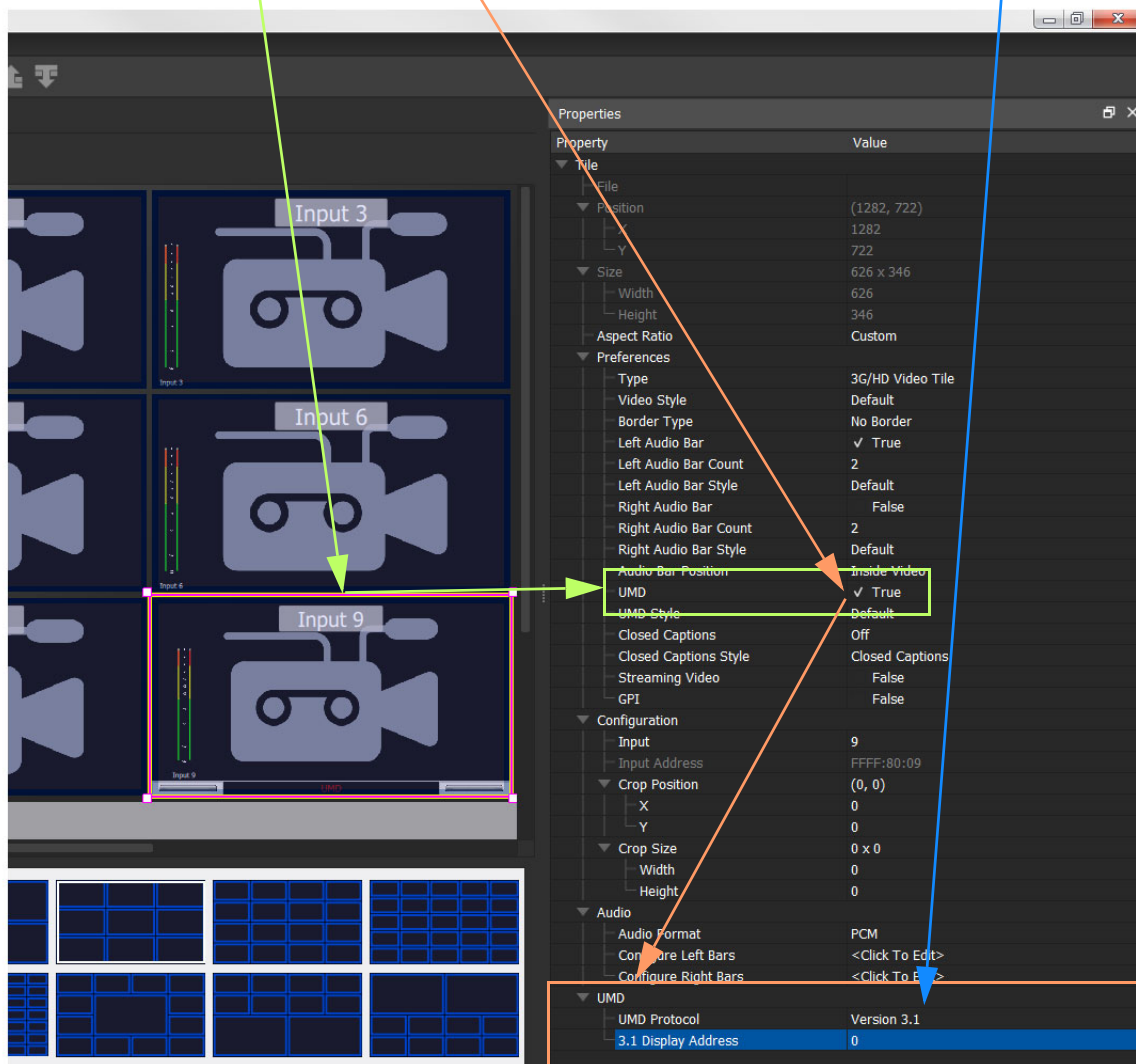 Input 3
Input 3
Input 6
Input 6
Input 9
Input 9
UMD
Properties
Property Value
Tile
File
Position (1282, 722)
X 1282
Y 722
Size 626 x 346
Width 626
Height 346
Aspect Ratio Custom
Preferences
Type 3G/HD Video Tile
Video Style Default
Border Type No Border
Left Audio Bar ✓ True
Left Audio Bar Count 2
Left Audio Bar Style Default
Right Audio Bar False
Right Audio Bar Count 2
Right Audio Bar Style Default
Audio Bar Position Inside Video
UMD ✓ True
UMD Style Default
Closed Captions Off
Closed Captions Style Closed Captions
Streaming Video False
GPI False
Configuration
Input 9
Input Address FFFF:80:09
Crop Position (0, 0)
X 0
Y 0
Crop Size 0 x 0
Width 0
Height 0
Audio
Audio Format PCM
Configure Left Bars <Click To Edit>
Configure Right Bars <Click To Edit>
UMD
UMD Protocol Version 3.1
3.1 Display Address 0